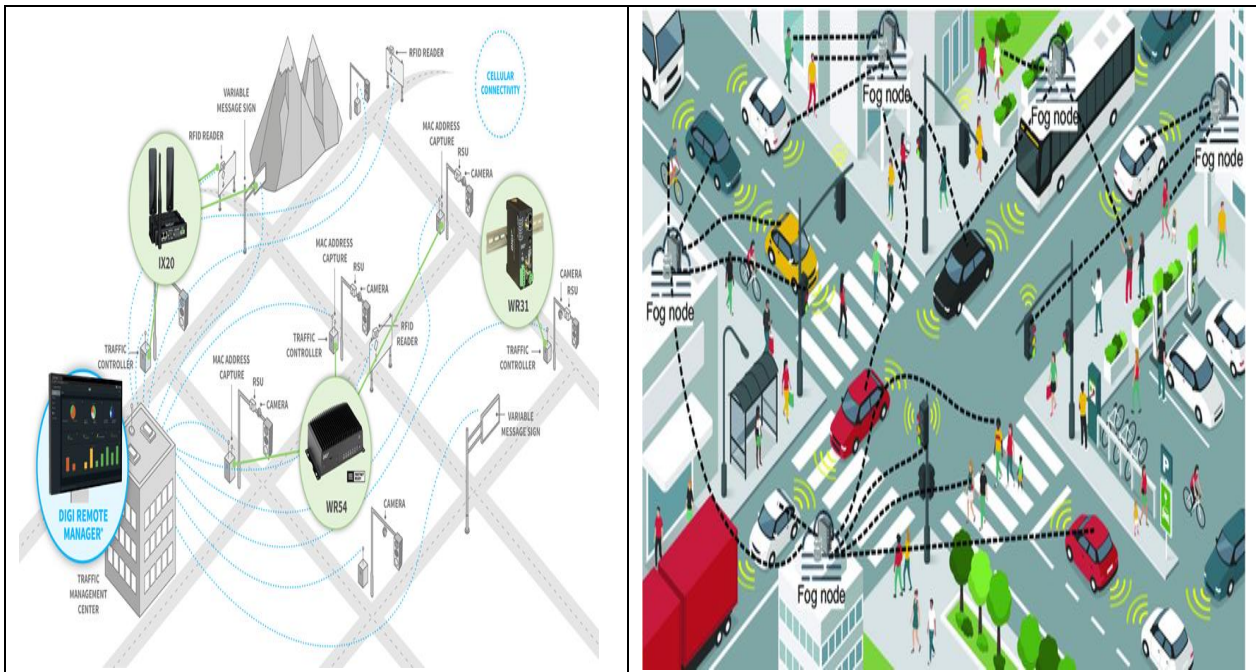 RFID READER
CELLULAR
CONNECTIVITY
VARIABLE
MESSAGE SIGN
RFID READER
MAC ADDRESS
CAPTURE
RSU
CAMERA
IX20
MAC ADDRESS
CAPTURE
RSU
CAMERA
WR31
CAMERA
RSU
TRAFFIC
CONTROLLER
TRAFFIC
CONTROLLER
RFID
READER
TRAFFIC
CONTROLLER
MAC ADDRESS
CAPTURE
RSU
CAMERA
VARIABLE
MESSAGE SIGN
WR54
DIGI REMOTE
MANAGER®
CAMERA
TRAFFIC
MANAGEMENT
CENTER
Fog node
Fog node
Fog node
Fog node
Fog node
P